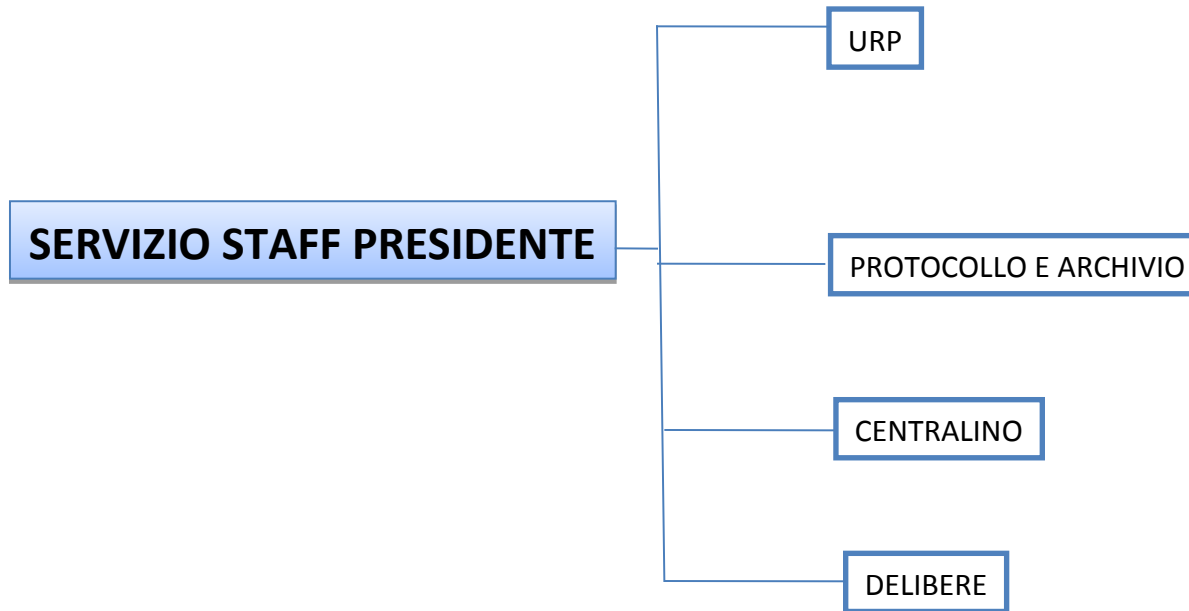 URP
SERVIZIO STAFF PRESIDENTE
PROTOCOLLO E ARCHIVIO
CENTRALINO
DELIBERE